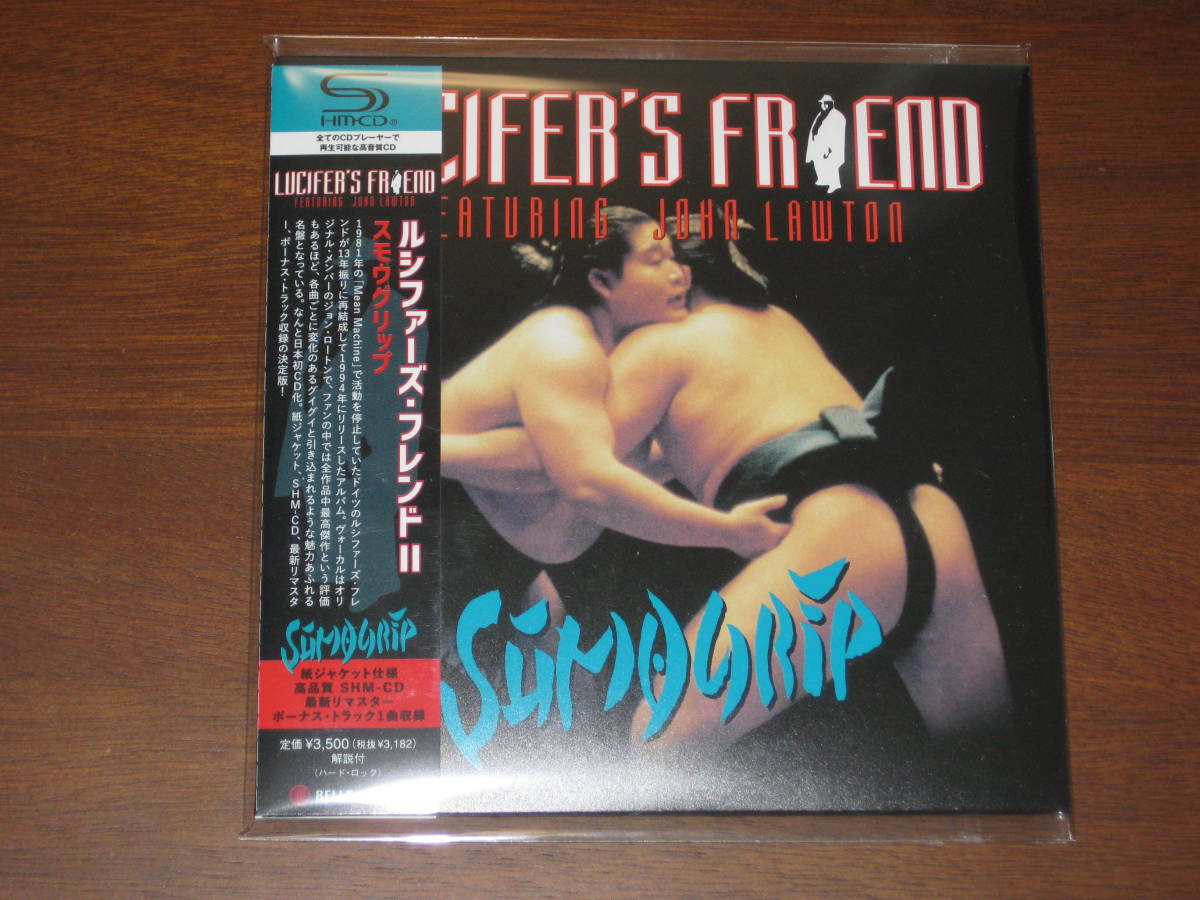 SHM-CD®
全てのCDプレーヤーで
再生可能な高音質CD
LUCIFER'S FRIEND
FEATURING JOHN LAWTON
ルシファーズ・フレンドII
スモウグリップ
1981年の「Mean Machine」で活動を停止していたドイツのルシファーズ・フレ
ンドが13年振りに再結成して1994年にリリースしたアルバム。ヴォーカルはオリ
ジナル・メンバーのジョン・ロートンで、ファンの中では全作品中最高傑作という評価
もあるほど、各曲ごとに変化のあるグイグイと引き込まれるような魅力あふれる
名盤となっている。なんと日本初CD化。紙ジャケット、SHM-CD、最新リマスタ
ー、ボーナス・トラック収録の決定版！
SUMOGRIP
紙ジャケット仕様
高品質 SHM-CD
最新リマスター
ボーナス・トラック1曲収録
定価 ¥3,500（税抜¥3,182）
解説付
（ハード・ロック）
BELLE
UCIFER'S FRIEND
FEATURING JOHN LAWTON
SUMOGRIP